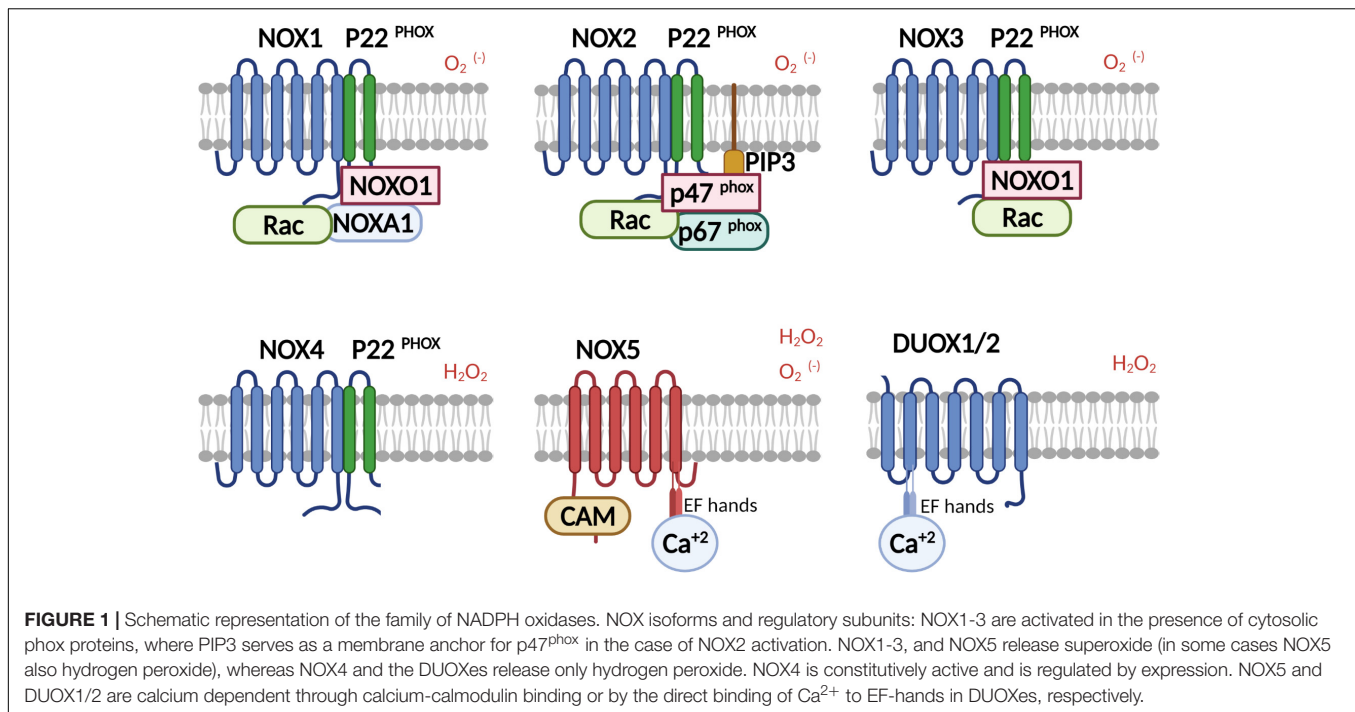 NOX1 P22 PHOX
O2 (-)
NOXO1
Rac
NOXA1
NOX2 P22 PHOX
O2 (-)
PIP3
p47 phox
Rac
p67 phox
NOX3 P22 PHOX
O2 (-)
NOXO1
Rac
NOX4 P22 PHOX
H2O2
NOX5
H2O2
O2 (-)
CAM
EF hands
Ca+2
DUOX1/2
H2O2
EF hands
Ca+2
FIGURE 1 | Schematic representation of the family of NADPH oxidases. NOX isoforms and regulatory subunits: NOX1-3 are activated in the presence of cytosolic
phox proteins, where PIP3 serves as a membrane anchor for p47phox in the case of NOX2 activation. NOX1-3, and NOX5 release superoxide (in some cases NOX5
also hydrogen peroxide), whereas NOX4 and the DUOXes release only hydrogen peroxide. NOX4 is constitutively active and is regulated by expression. NOX5 and
DUOX1/2 are calcium dependent through calcium-calmodulin binding or by the direct binding of Ca2+ to EF-hands in DUOXes, respectively.